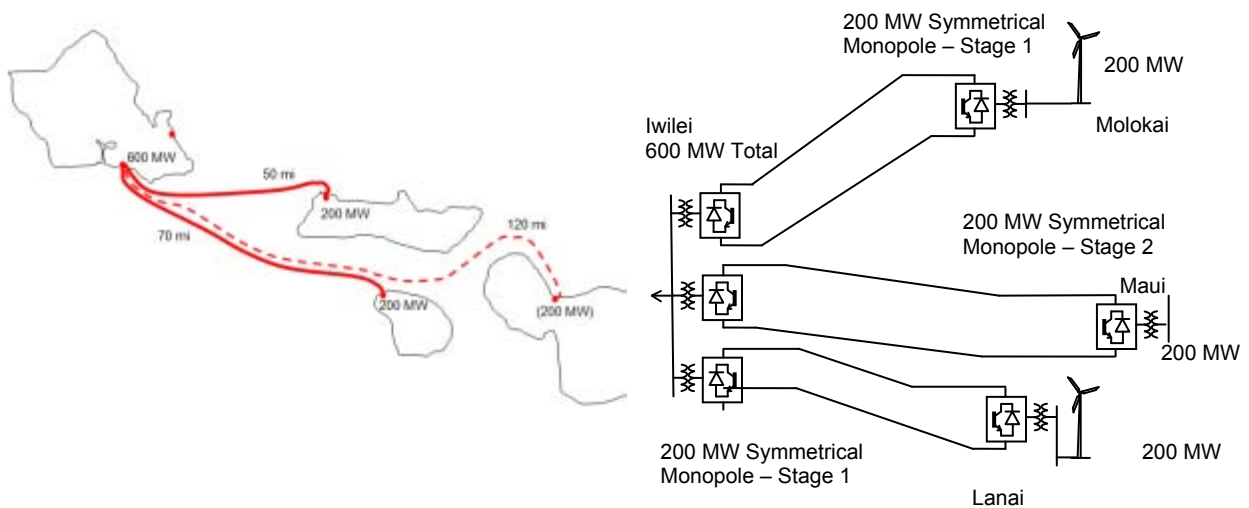 600 MW
50 mi
200 MW
70 mi
120 mi
200 MW
(200 MW)
200 MW Symmetrical
Monopole – Stage 1
200 MW
Molokai
Iwilei
600 MW Total
200 MW Symmetrical
Monopole – Stage 2
Maui
200 MW
200 MW Symmetrical
Monopole – Stage 1
200 MW
Lanai